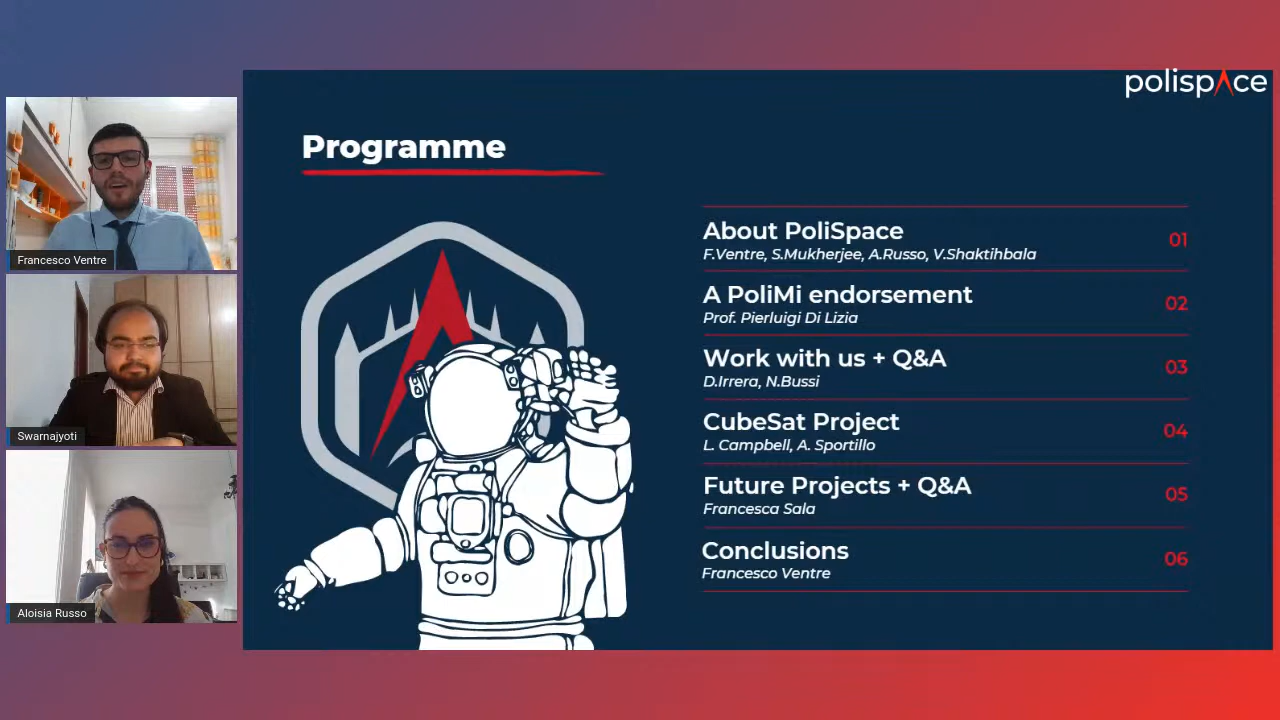 polispace
Programme
About PoliSpace
F.Ventre, S.Mukherjee, A.Russo, V.Shaktihbala
01
A PoliMi endorsement
Prof. Pierluigi Di Lizia
02
Work with us + Q&A
D.Irrera, N.Bussi
03
CubeSat Project
L. Campbell, A. Sportillo
04
Future Projects + Q&A
Francesca Sala
05
Conclusions
Francesco Ventre
06
Francesco Ventre
Swarnajyoti
Aloisia Russo